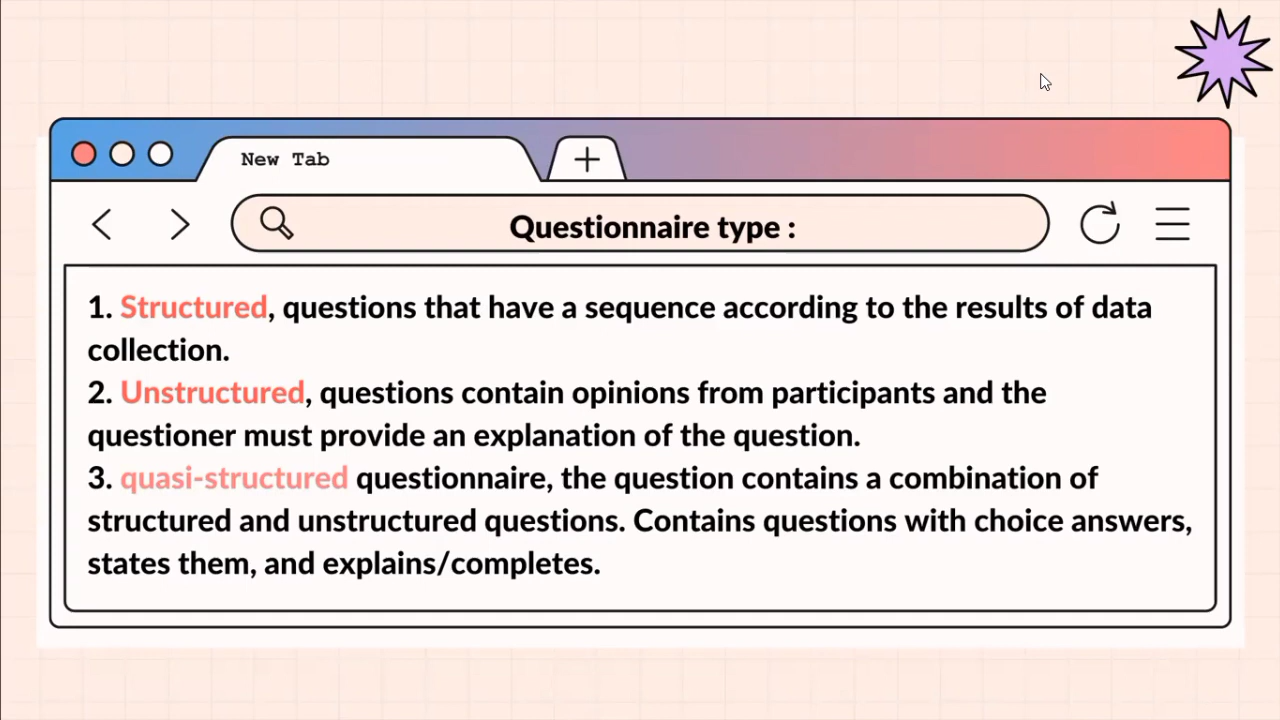 New Tab
Questionnaire type :
1. Structured, questions that have a sequence according to the results of data
collection.
2. Unstructured, questions contain opinions from participants and the
questioner must provide an explanation of the question.
3. quasi-structured questionnaire, the question contains a combination of
structured and unstructured questions. Contains questions with choice answers,
states them, and explains/completes.